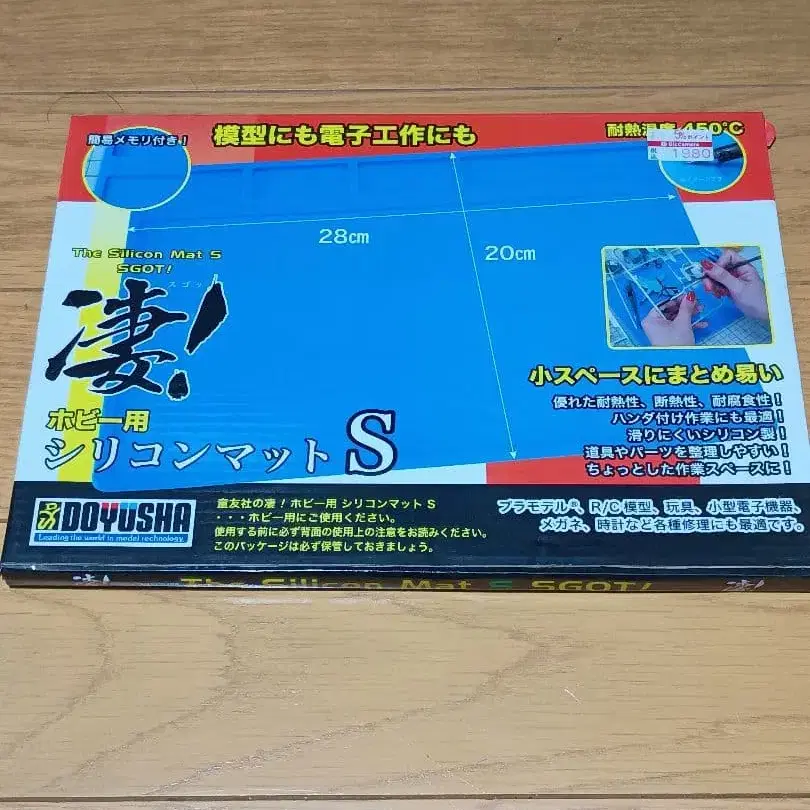 簡易メモリ付き!
模型にも電子工作にも
耐熱温度 450℃
5%ポイント
BicCamera
1980
28cm
20cm
The Silicon Mat S
SGOT!
スゴッ
凄!
ホビー用
シリコンマット S
小スペースにまとめ易い
優れた耐熱性、断熱性、耐腐食性!
ハンダ付け作業にも最適!
滑りにくいシリコン製!
道具やパーツを整理しやすい!
ちょっとした作業スペースに!
DOYUSHA
Leading the world in model technology.
童友社の凄!ホビー用 シリコンマット S
・・・ホビー用にご使用ください。
使用する前に必ず背面の使用上の注意をお読みください。
このパッケージは必ず保管しておきましょう。
プラモデル®、R/C模型、玩具、小型電子機器、
メガネ、時計など各種修理にも最適です。
凄! The Silicon Mat S SGOT! 凄!